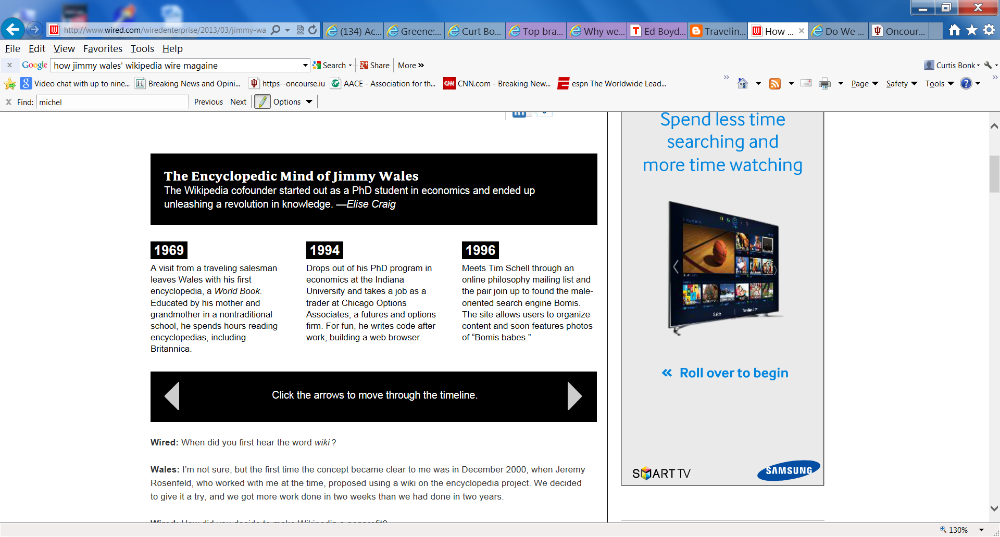 http://www.wired.com/wiredenterprise/2013/03/jimmy-wa
(134) Ac...
Greene:...
Curt Bo...
Top bra...
Why we...
Ed Boyd...
Travelin...
How ...
Do We ...
Oncour...
File Edit View Favorites Tools Help
x Google how jimmy wales' wikipedia wire magaine Search Share More »
Curtis Bonk
Video chat with up to nine...
Breaking News and Opini...
https--oncourse.iu
AACE - Association for th...
CNN.com - Breaking New...
espn The Worldwide Lead...
Page Safety Tools
x Find: michel Previous Next Options
The Encyclopedic Mind of Jimmy Wales
The Wikipedia cofounder started out as a PhD student in economics and ended up
unleashing a revolution in knowledge. —Elise Craig
1969
A visit from a traveling salesman
leaves Wales with his first
encyclopedia, a World Book.
Educated by his mother and
grandmother in a nontraditional
school, he spends hours reading
encyclopedias, including
Britannica.
1994
Drops out of his PhD program in
economics at the Indiana
University and takes a job as a
trader at Chicago Options
Associates, a futures and options
firm. For fun, he writes code after
work, building a web browser.
1996
Meets Tim Schell through an
online philosophy mailing list and
the pair join up to found the male-
oriented search engine Bomis.
The site allows users to organize
content and soon features photos
of “Bomis babes.”
Click the arrows to move through the timeline.
Wired: When did you first hear the word wiki?
Wales: I’m not sure, but the first time the concept became clear to me was in December 2000, when Jeremy
Rosenfeld, who worked with me at the time, proposed using a wiki on the encyclopedia project. We decided
to give it a try, and we got more work done in two weeks than we had done in two years.
Wired: How did you decide to make Wikipedia a nonprofit?
Spend less time
searching and
more time watching
Guide
Timeline View
« Roll over to begin
SMART TV
SAMSUNG
130%